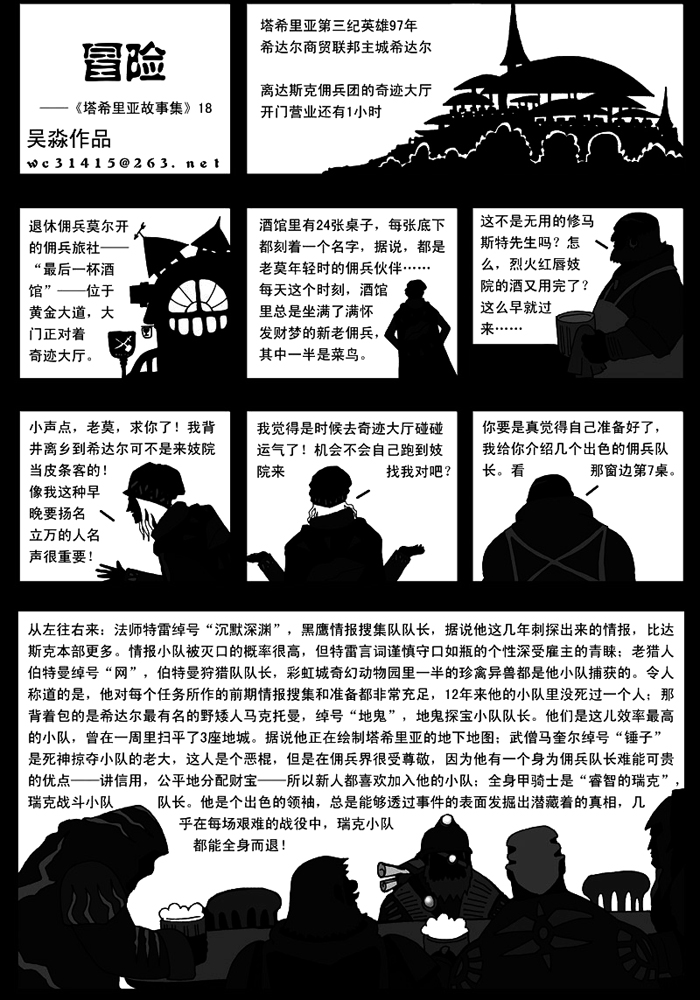 冒险
——《塔希里亚故事集》18
吴淼作品
wc31415@263.net
塔希里亚第三纪英雄97年
希达尔商贸联邦主城希达尔
离达斯克佣兵团的奇迹大厅
开门营业还有1小时
退休佣兵莫尔开
的佣兵旅社——
“最后一杯酒
馆”——位于
黄金大道，大
门正对着
奇迹大厅。
酒馆里有24张桌子，每张底下
都刻着一个名字，据说，都是
老莫年轻时的佣兵伙伴……
每天这个时刻，酒馆
里总是坐满了满怀
发财梦的新老佣兵，
其中一半是菜鸟。
这不是无用的修马
斯特先生吗？怎
么，烈火红唇妓
院的酒又用完了？
这么早就过
来……
小声点，老莫，求你了！我背
井离乡到希达尔可不是来妓院
当皮条客的！
像我这种早
晚要扬名
立万的人名
声很重要！
我觉得是时候去奇迹大厅碰碰
运气了！机会不会自己跑到妓
院来 找我对吧？
你要是真觉得自己准备好了，
我给你介绍几个出色的佣兵队
长。看 那窗边第7桌。
从左往右来：法师特雷绰号“沉默深渊”，黑鹰情报搜集队队长，据说他这几年刺探出来的情报，比达
斯克本部更多。情报小队被灭口的概率很高，但特雷言词谨慎守口如瓶的个性深受雇主的青睐；老猎人
伯特曼绰号“网”，伯特曼狩猎队队长，彩虹城奇幻动物园里一半的珍禽异兽都是他小队捕获的。令人
称道的是，他对每个任务所作的前期情报搜集和准备都非常充足，12年来他的小队里没死过一个人；那
背着包的是希达尔最有名的野矮人马克托曼，绰号“地鬼”，地鬼探宝小队队长。他们是这儿效率最高
的小队，曾在一周里扫平了3座地城。据说他正在绘制塔希里亚的地下地图；武僧马奎尔绰号“锤子”
是死神掠夺小队的老大，这人是个恶棍，但是在佣兵界很受尊敬，因为他有一个身为佣兵队长难能可贵
的优点——讲信用，公平地分配财宝——所以新人都喜欢加入他的小队；全身甲骑士是“睿智的瑞克”，
瑞克战斗小队 队长。他是个出色的领袖，总是能够透过事件的表面发掘出潜藏着的真相，几
乎在每场艰难的战役中，瑞克小队
都能全身而退！